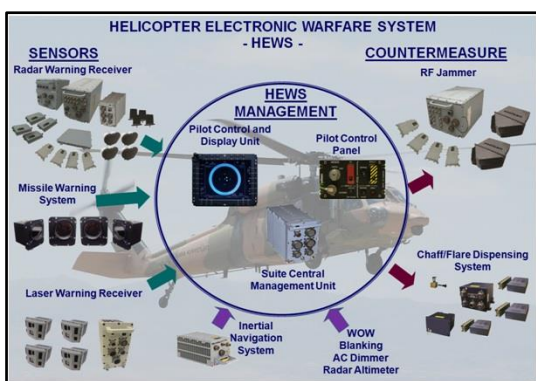 HELICOPTER ELECTRONIC WARFARE SYSTEM
- HEWS -
SENSORS
Radar Warning Receiver
Missile Warning
System
Laser Warning Receiver
HEWS
MANAGEMENT
Pilot Control and
Display Unit
Pilot Control
Panel
Suite Central
Management Unit
Inertial
Navigation
System
WOW
Blanking
AC Dimmer
Radar Altimeter
COUNTERMEASURE
RF Jammer
Chaff/Flare Dispensing
System